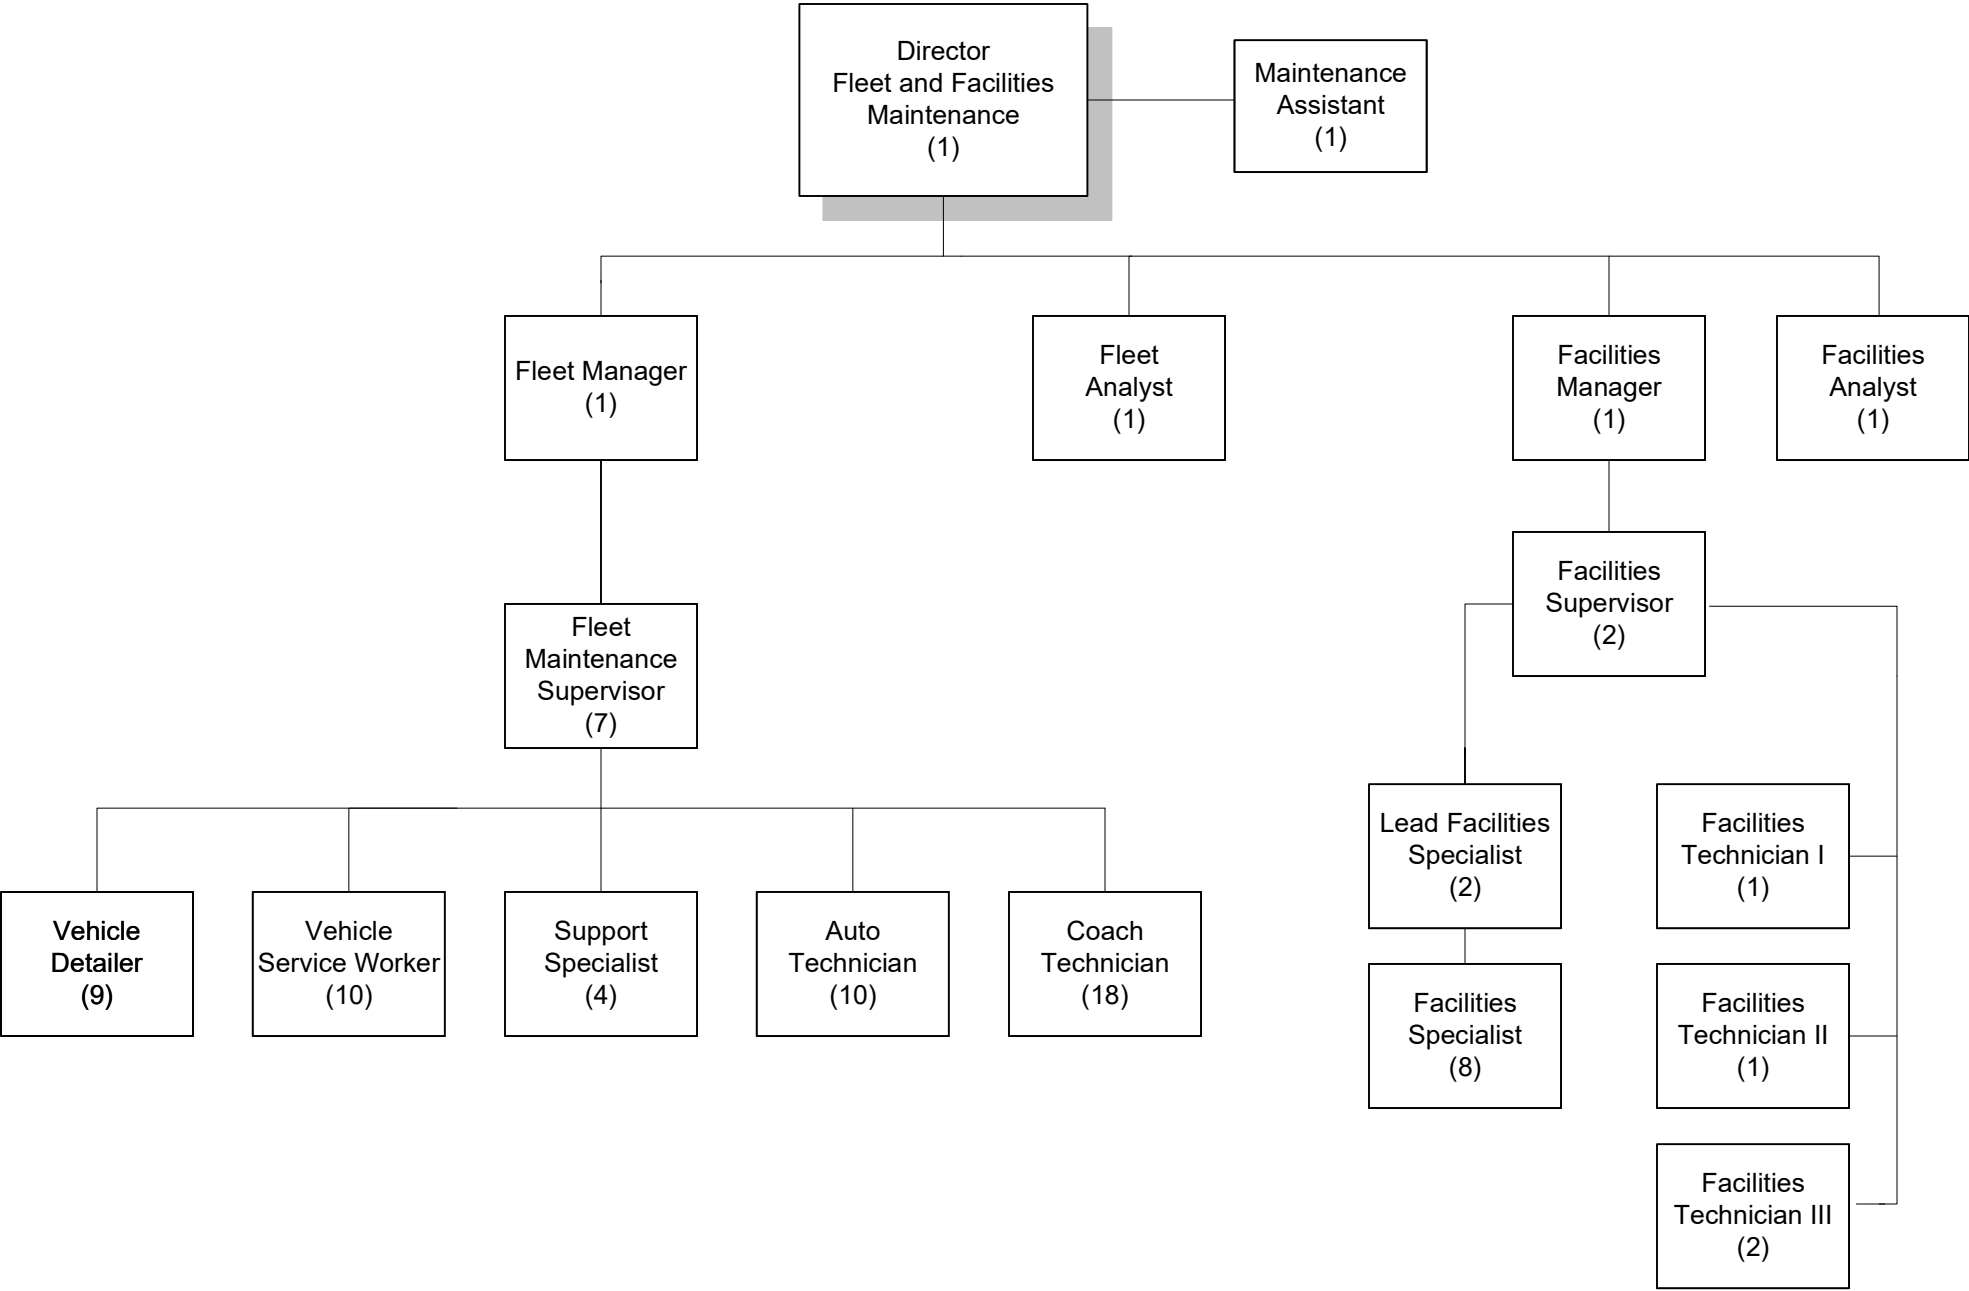 Director
Fleet and Facilities
Maintenance
(1)
Maintenance
Assistant
(1)
Fleet Manager
(1)
Fleet
Analyst
(1)
Facilities
Manager
(1)
Facilities
Analyst
(1)
Fleet
Maintenance
Supervisor
(7)
Facilities
Supervisor
(2)
Vehicle
Detailer
(9)
Vehicle
Service Worker
(10)
Support
Specialist
(4)
Auto
Technician
(10)
Coach
Technician
(18)
Lead Facilities
Specialist
(2)
Facilities
Specialist
(8)
Facilities
Technician I
(1)
Facilities
Technician II
(1)
Facilities
Technician III
(2)